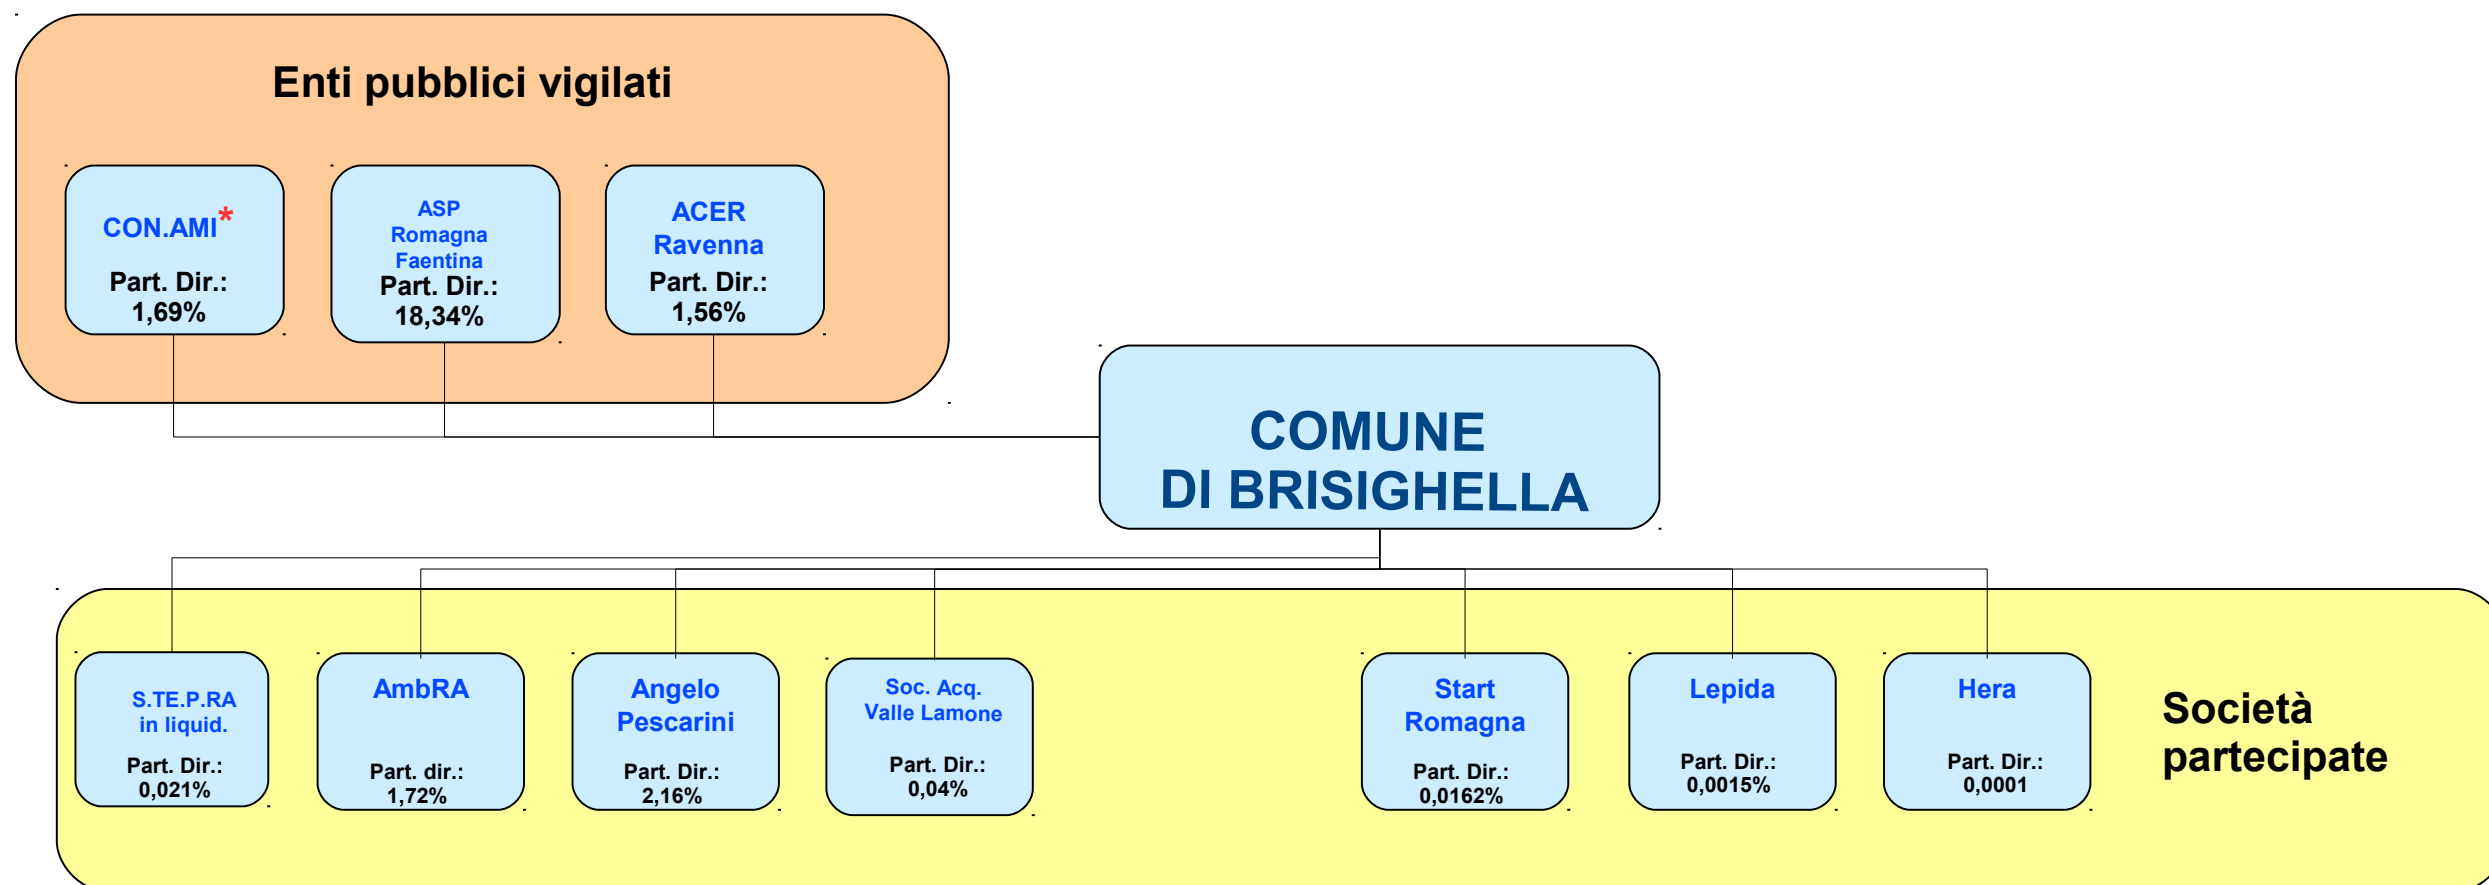 Enti pubblici vigilati
CON.AMI*
Part. Dir.:
1,69%
ASP
Romagna
Faentina
Part. Dir.:
18,34%
ACER
Ravenna
Part. Dir.:
1,56%
COMUNE
DI BRISIGHELLA
S.TE.P.RA
in liquid.
Part. Dir.:
0,021%
AmbRA
Part. dir.:
1,72%
Angelo
Pescarini
Part. Dir.:
2,16%
Soc. Acq.
Valle Lamone
Part. Dir.:
0,04%
Start
Romagna
Part. Dir.:
0,0162%
Lepida
Part. Dir.:
0,0015%
Hera
Part. Dir.:
0,0001
Società
partecipate